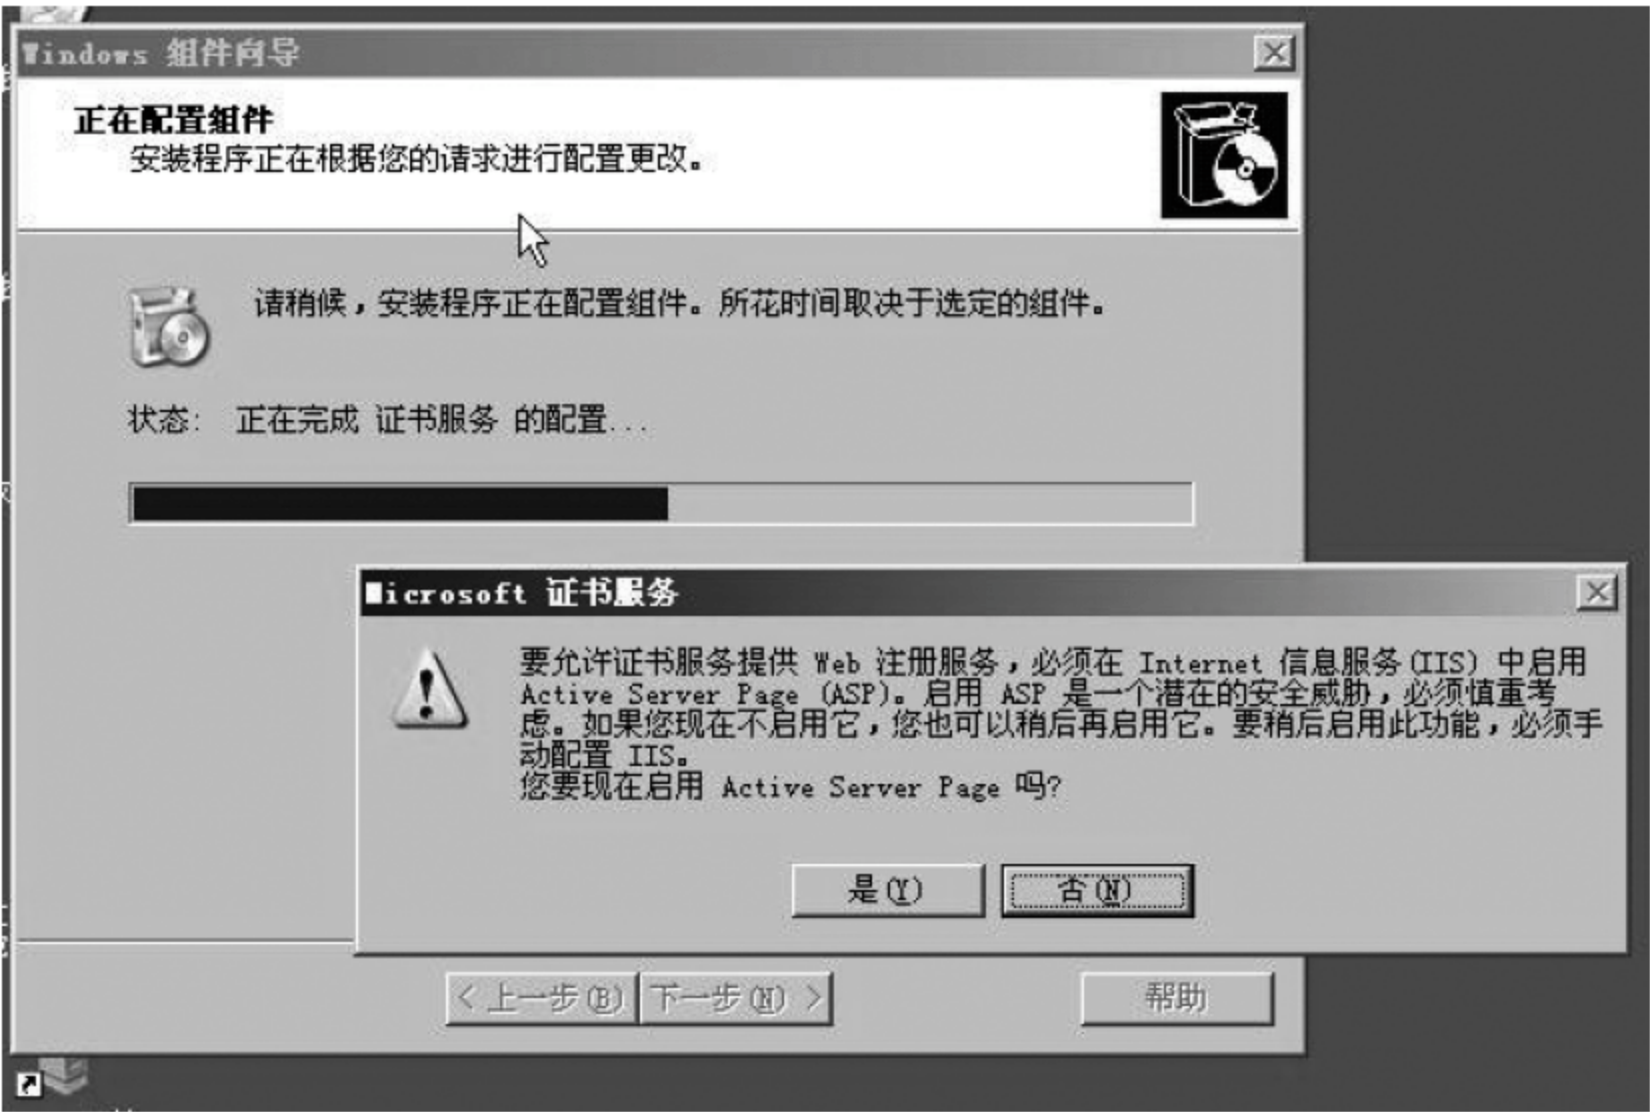 Windows 组件向导
正在配置组件
安装程序正在根据您的请求进行配置更改。
请稍候，安装程序正在配置组件。所花时间取决于选定的组件。
状态： 正在完成 证书服务 的配置...
Microsoft 证书服务
要允许证书服务提供 Web 注册服务，必须在 Internet 信息服务(IIS) 中启用
Active Server Page (ASP)。启用 ASP 是一个潜在的安全威胁，必须慎重考
虑。如果您现在不启用它，您也可以稍后再启用它。要稍后启用此功能，必须手
动配置 IIS。
您要现在启用 Active Server Page 吗?
是(Y)
否(N)
< 上一步(B)
下一步(N) >
帮助